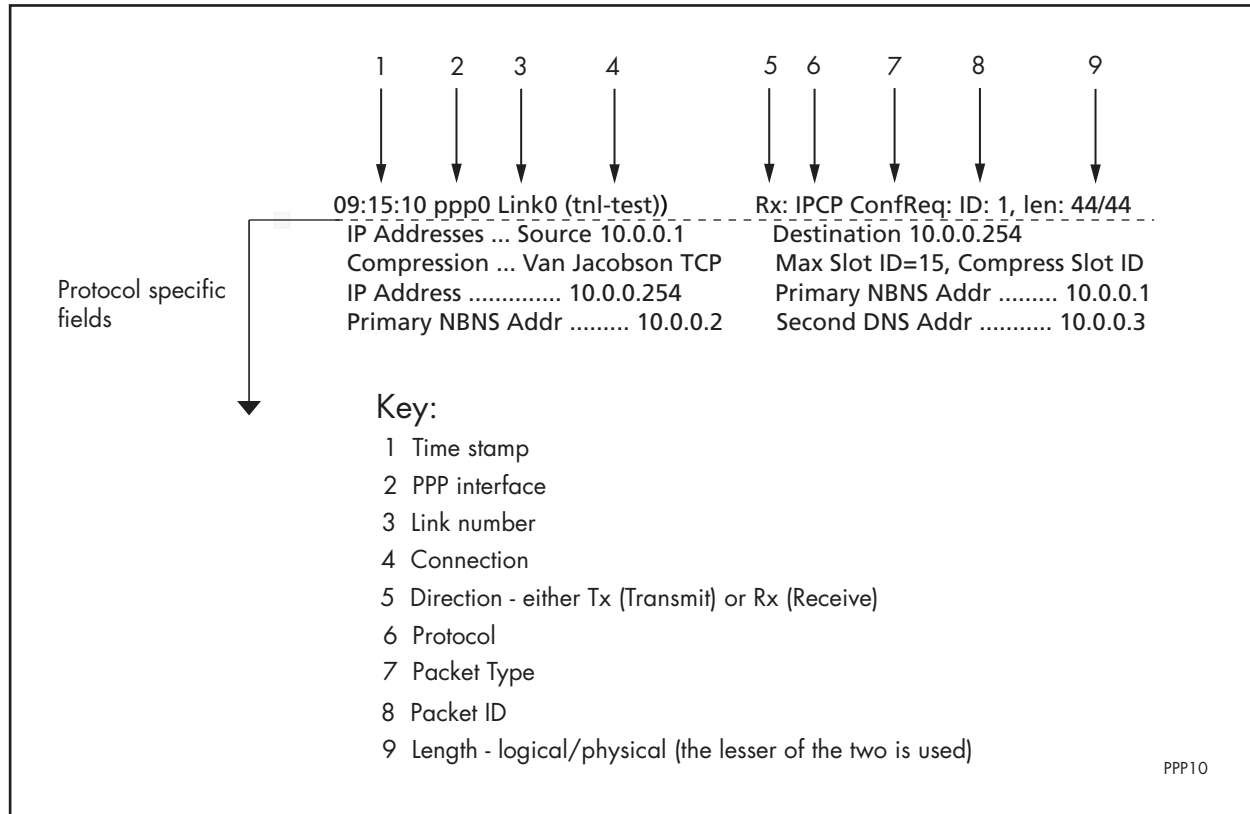 1 2 3 4 5 6 7 8 9
09:15:10 ppp0 Link0 (tnl-test)) Rx: IPCP ConfReq: ID: 1, len: 44/44
IP Addresses ... Source 10.0.0.1 Destination 10.0.0.254
Compression ... Van Jacobson TCP Max Slot ID=15, Compress Slot ID
IP Address .............. 10.0.0.254 Primary NBNS Addr ......... 10.0.0.1
Primary NBNS Addr ......... 10.0.0.2 Second DNS Addr ........... 10.0.0.3
Protocol specific
fields
Key:
1 Time stamp
2 PPP interface
3 Link number
4 Connection
5 Direction - either Tx (Transmit) or Rx (Receive)
6 Protocol
7 Packet Type
8 Packet ID
9 Length - logical/physical (the lesser of the two is used)
PPP10